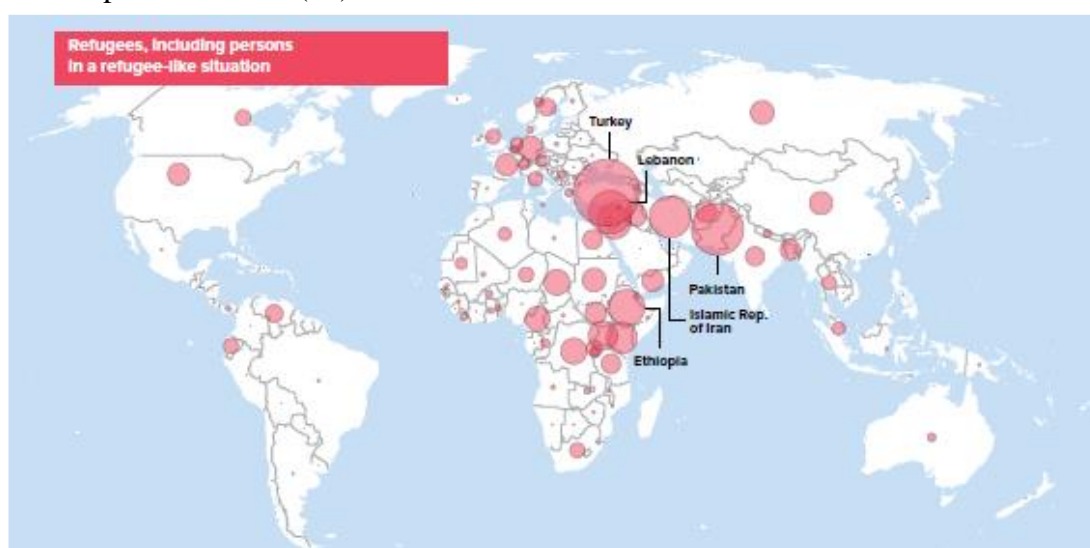 Refugees, including persons
in a refugee-like situation
Turkey
Lebanon
Pakistan
Islamic Rep.
of Iran
Ethiopia